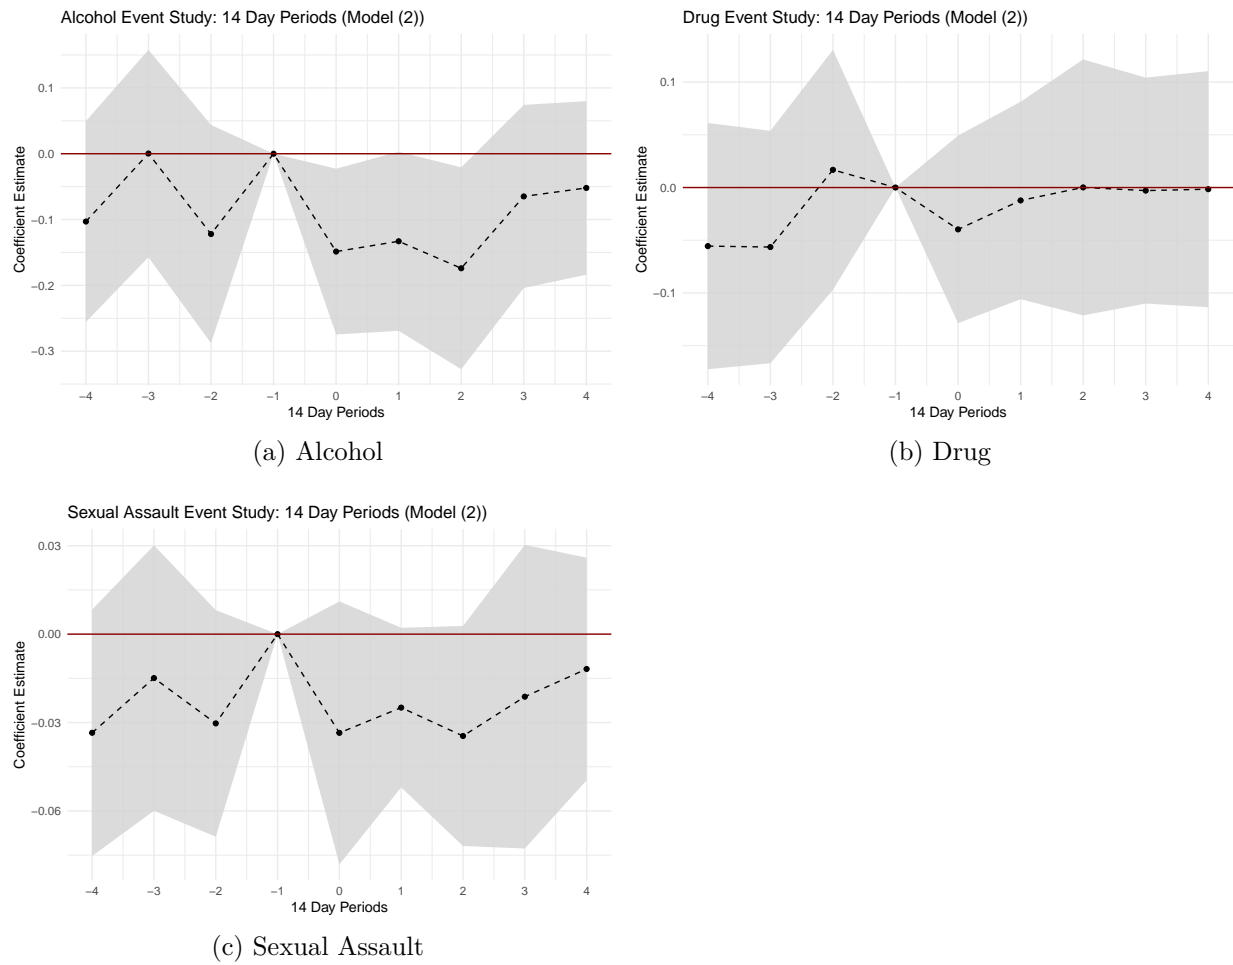 Alcohol Event Study: 14 Day Periods (Model (2))
Coefficient Estimate
0.1
0.0
−0.1
−0.2
−0.3
−4 −3 −2 −1 0 1 2 3 4
14 Day Periods
(a) Alcohol
Drug Event Study: 14 Day Periods (Model (2))
Coefficient Estimate
0.1
0.0
−0.1
−4 −3 −2 −1 0 1 2 3 4
14 Day Periods
(b) Drug
Sexual Assault Event Study: 14 Day Periods (Model (2))
Coefficient Estimate
0.03
0.00
−0.03
−0.06
−4 −3 −2 −1 0 1 2 3 4
14 Day Periods
(c) Sexual Assault